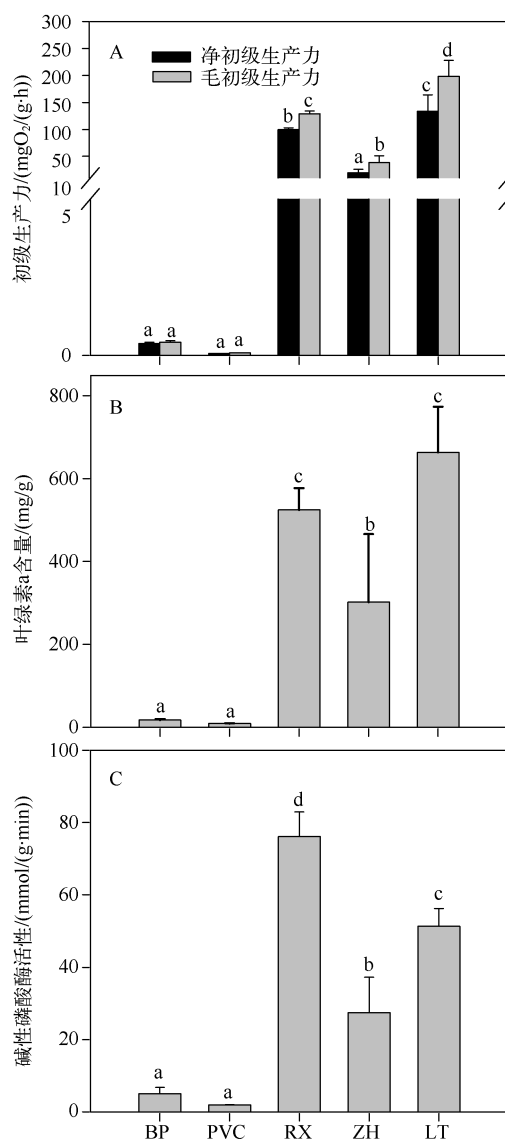 初级生产力/(mgO₂/(g·h))
300
250
200
150
100
50
10
5
0
A
净初级生产力
毛初级生产力
a a
a a
b c
a b
c d
叶绿素a含量/(mg/g)
800
600
400
200
0
B
a
a
c
b
c
碱性磷酸酶活性/(mmol/(g·min))
100
80
60
40
20
0
C
a
a
d
b
c
BP PVC RX ZH LT